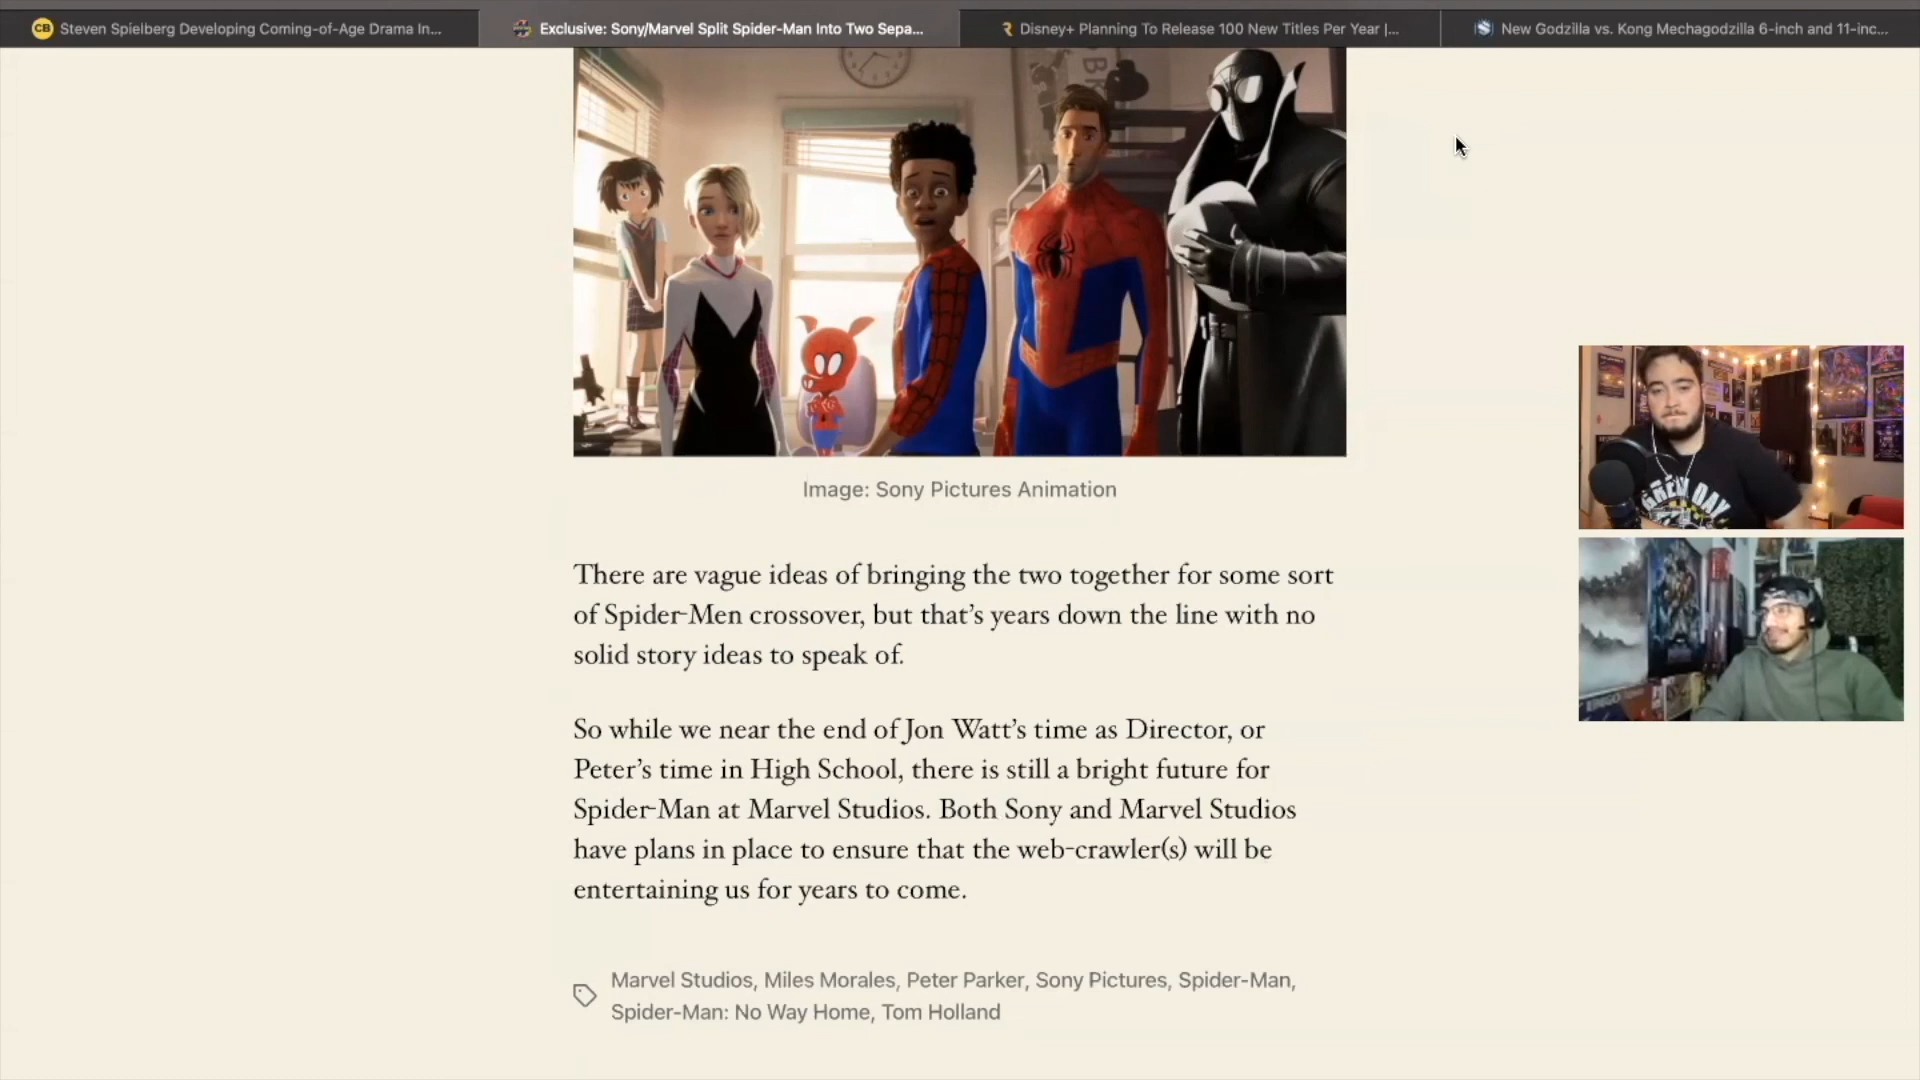 CB Steven Spielberg Developing Coming-of-Age Drama In...
Exclusive: Sony/Marvel Split Spider-Man Into Two Sepa...
Disney+ Planning To Release 100 New Titles Per Year |...
New Godzilla vs. Kong Mechagodzilla 6-inch and 11-inc...
Image: Sony Pictures Animation
There are vague ideas of bringing the two together for some sort
of Spider-Men crossover, but that’s years down the line with no
solid story ideas to speak of.
So while we near the end of Jon Watt’s time as Director, or
Peter’s time in High School, there is still a bright future for
Spider-Man at Marvel Studios. Both Sony and Marvel Studios
have plans in place to ensure that the web-crawler(s) will be
entertaining us for years to come.
Marvel Studios, Miles Morales, Peter Parker, Sony Pictures, Spider-Man,
Spider-Man: No Way Home, Tom Holland
GREEN DAY